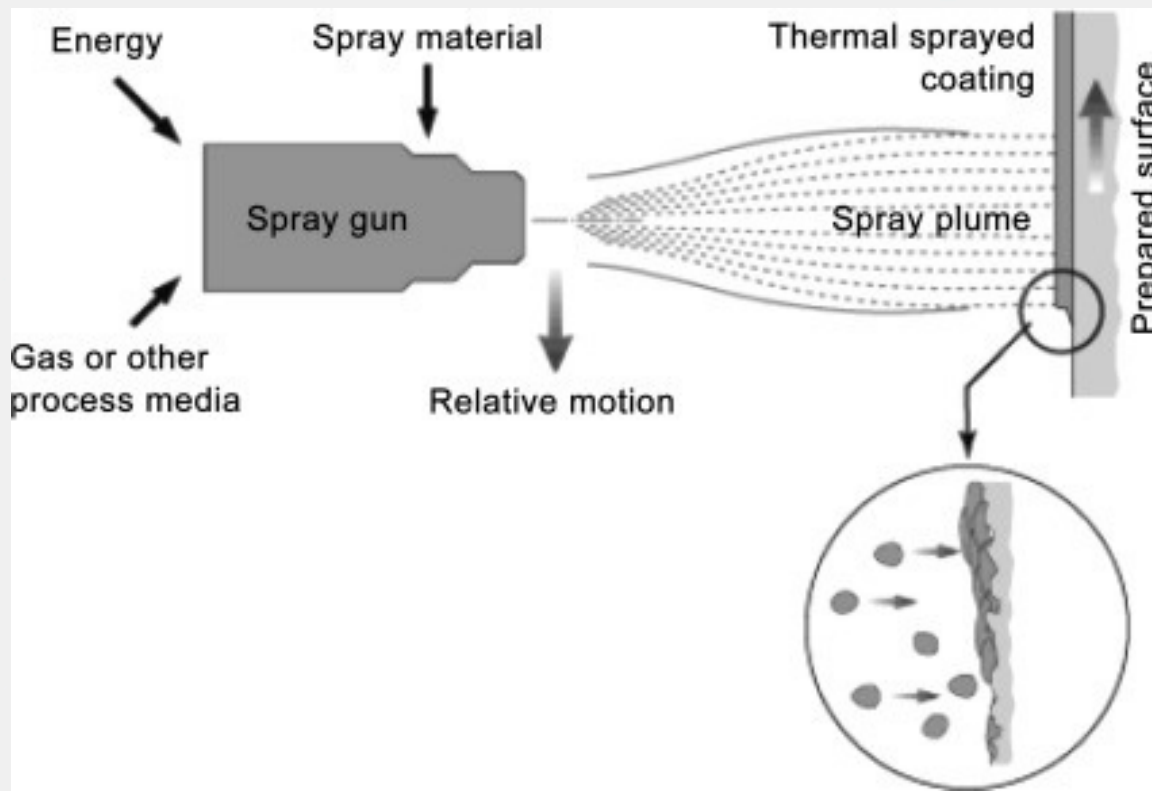 Energy
Spray material
Thermal sprayed
coating
Prepared surface
Spray gun
Spray plume
Gas or other
process media
Relative motion